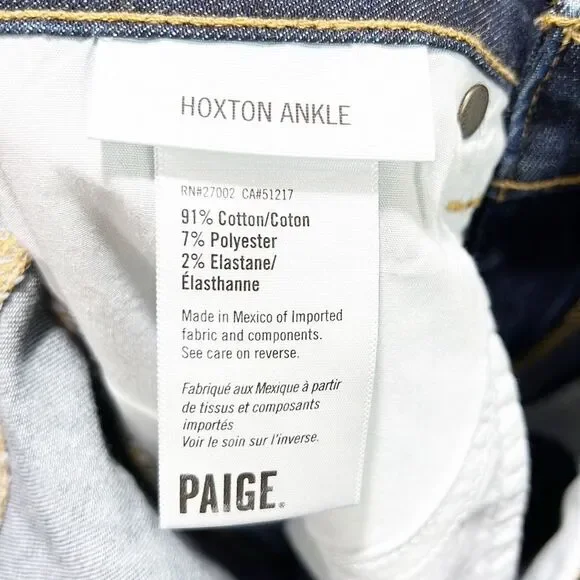 HOXTON ANKLE
RN#27002 CA#51217
91% Cotton/Coton
7% Polyester
2% Elastane/
Élasthanne
Made in Mexico of Imported
fabric and components.
See care on reverse.
Fabriqué aux Mexique à partir
de tissus et composants
importés
Voir le soin sur l'inverse.
PAIGE®